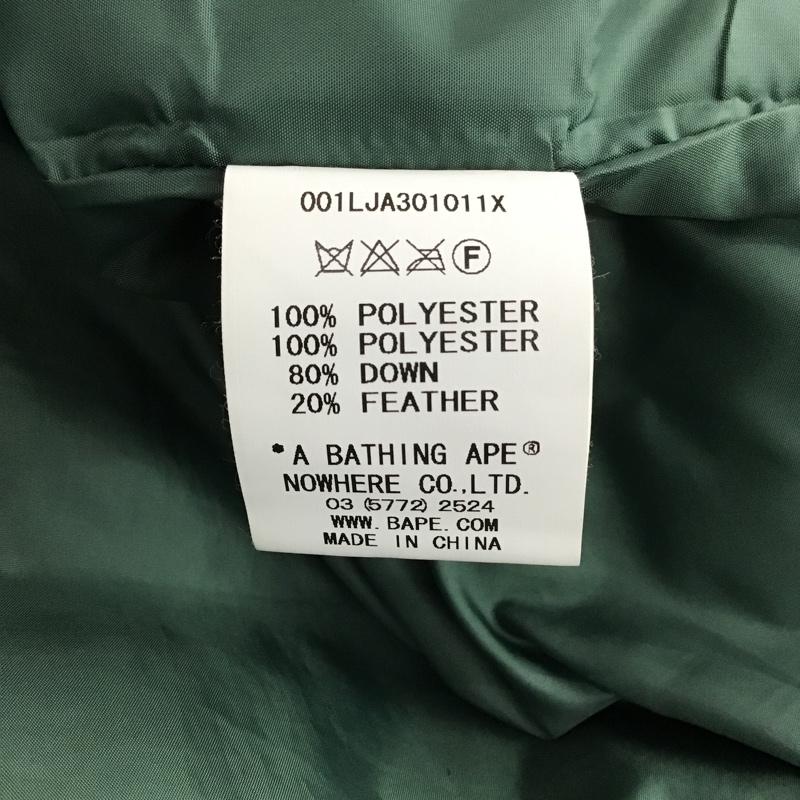 001LJA301011X
F
100% POLYESTER
100% POLYESTER
80% DOWN
20% FEATHER
*A BATHING APE®
NOWHERE CO.,LTD.
03 (5772) 2524
WWW.BAPE.COM
MADE IN CHINA